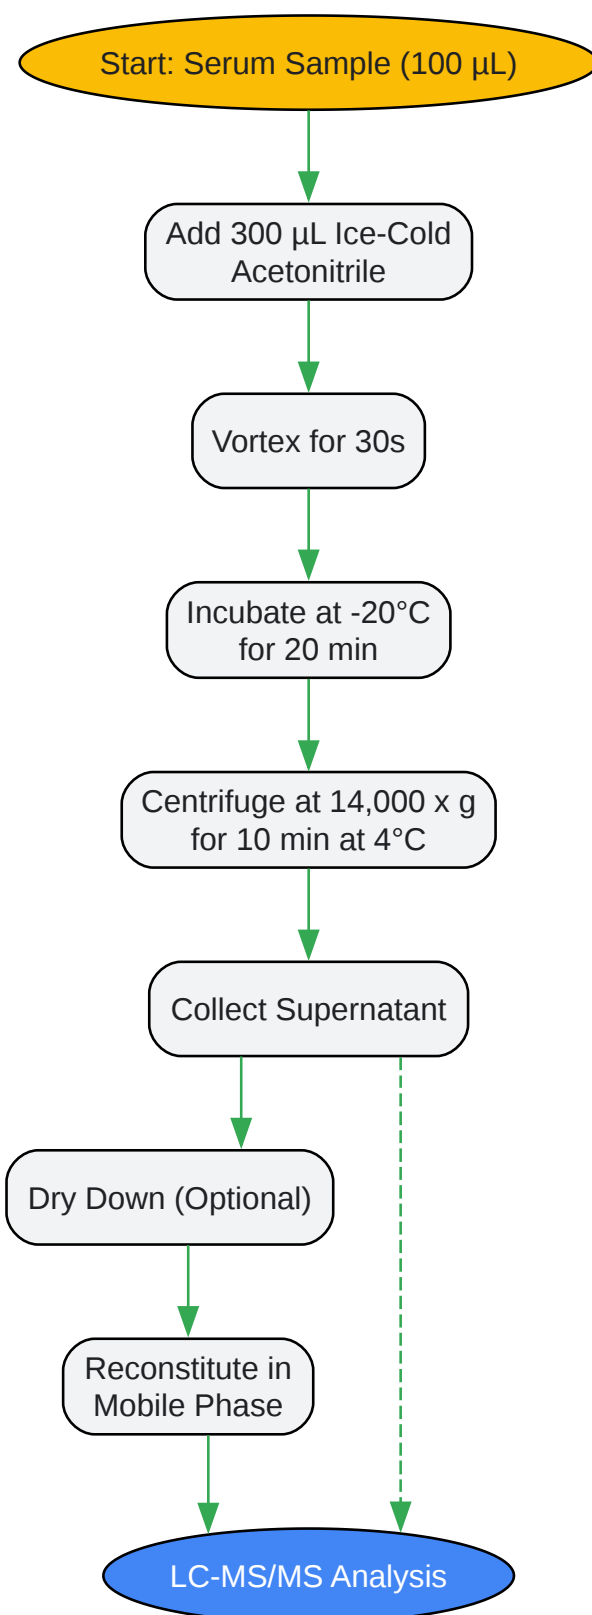 Start: Serum Sample (100 µL)
Add 300 µL Ice-Cold
Acetonitrile
Vortex for 30s
Incubate at -20°C
for 20 min
Centrifuge at 14,000 x g
for 10 min at 4°C
Collect Supernatant
Dry Down (Optional)
Reconstitute in
Mobile Phase
LC-MS/MS Analysis